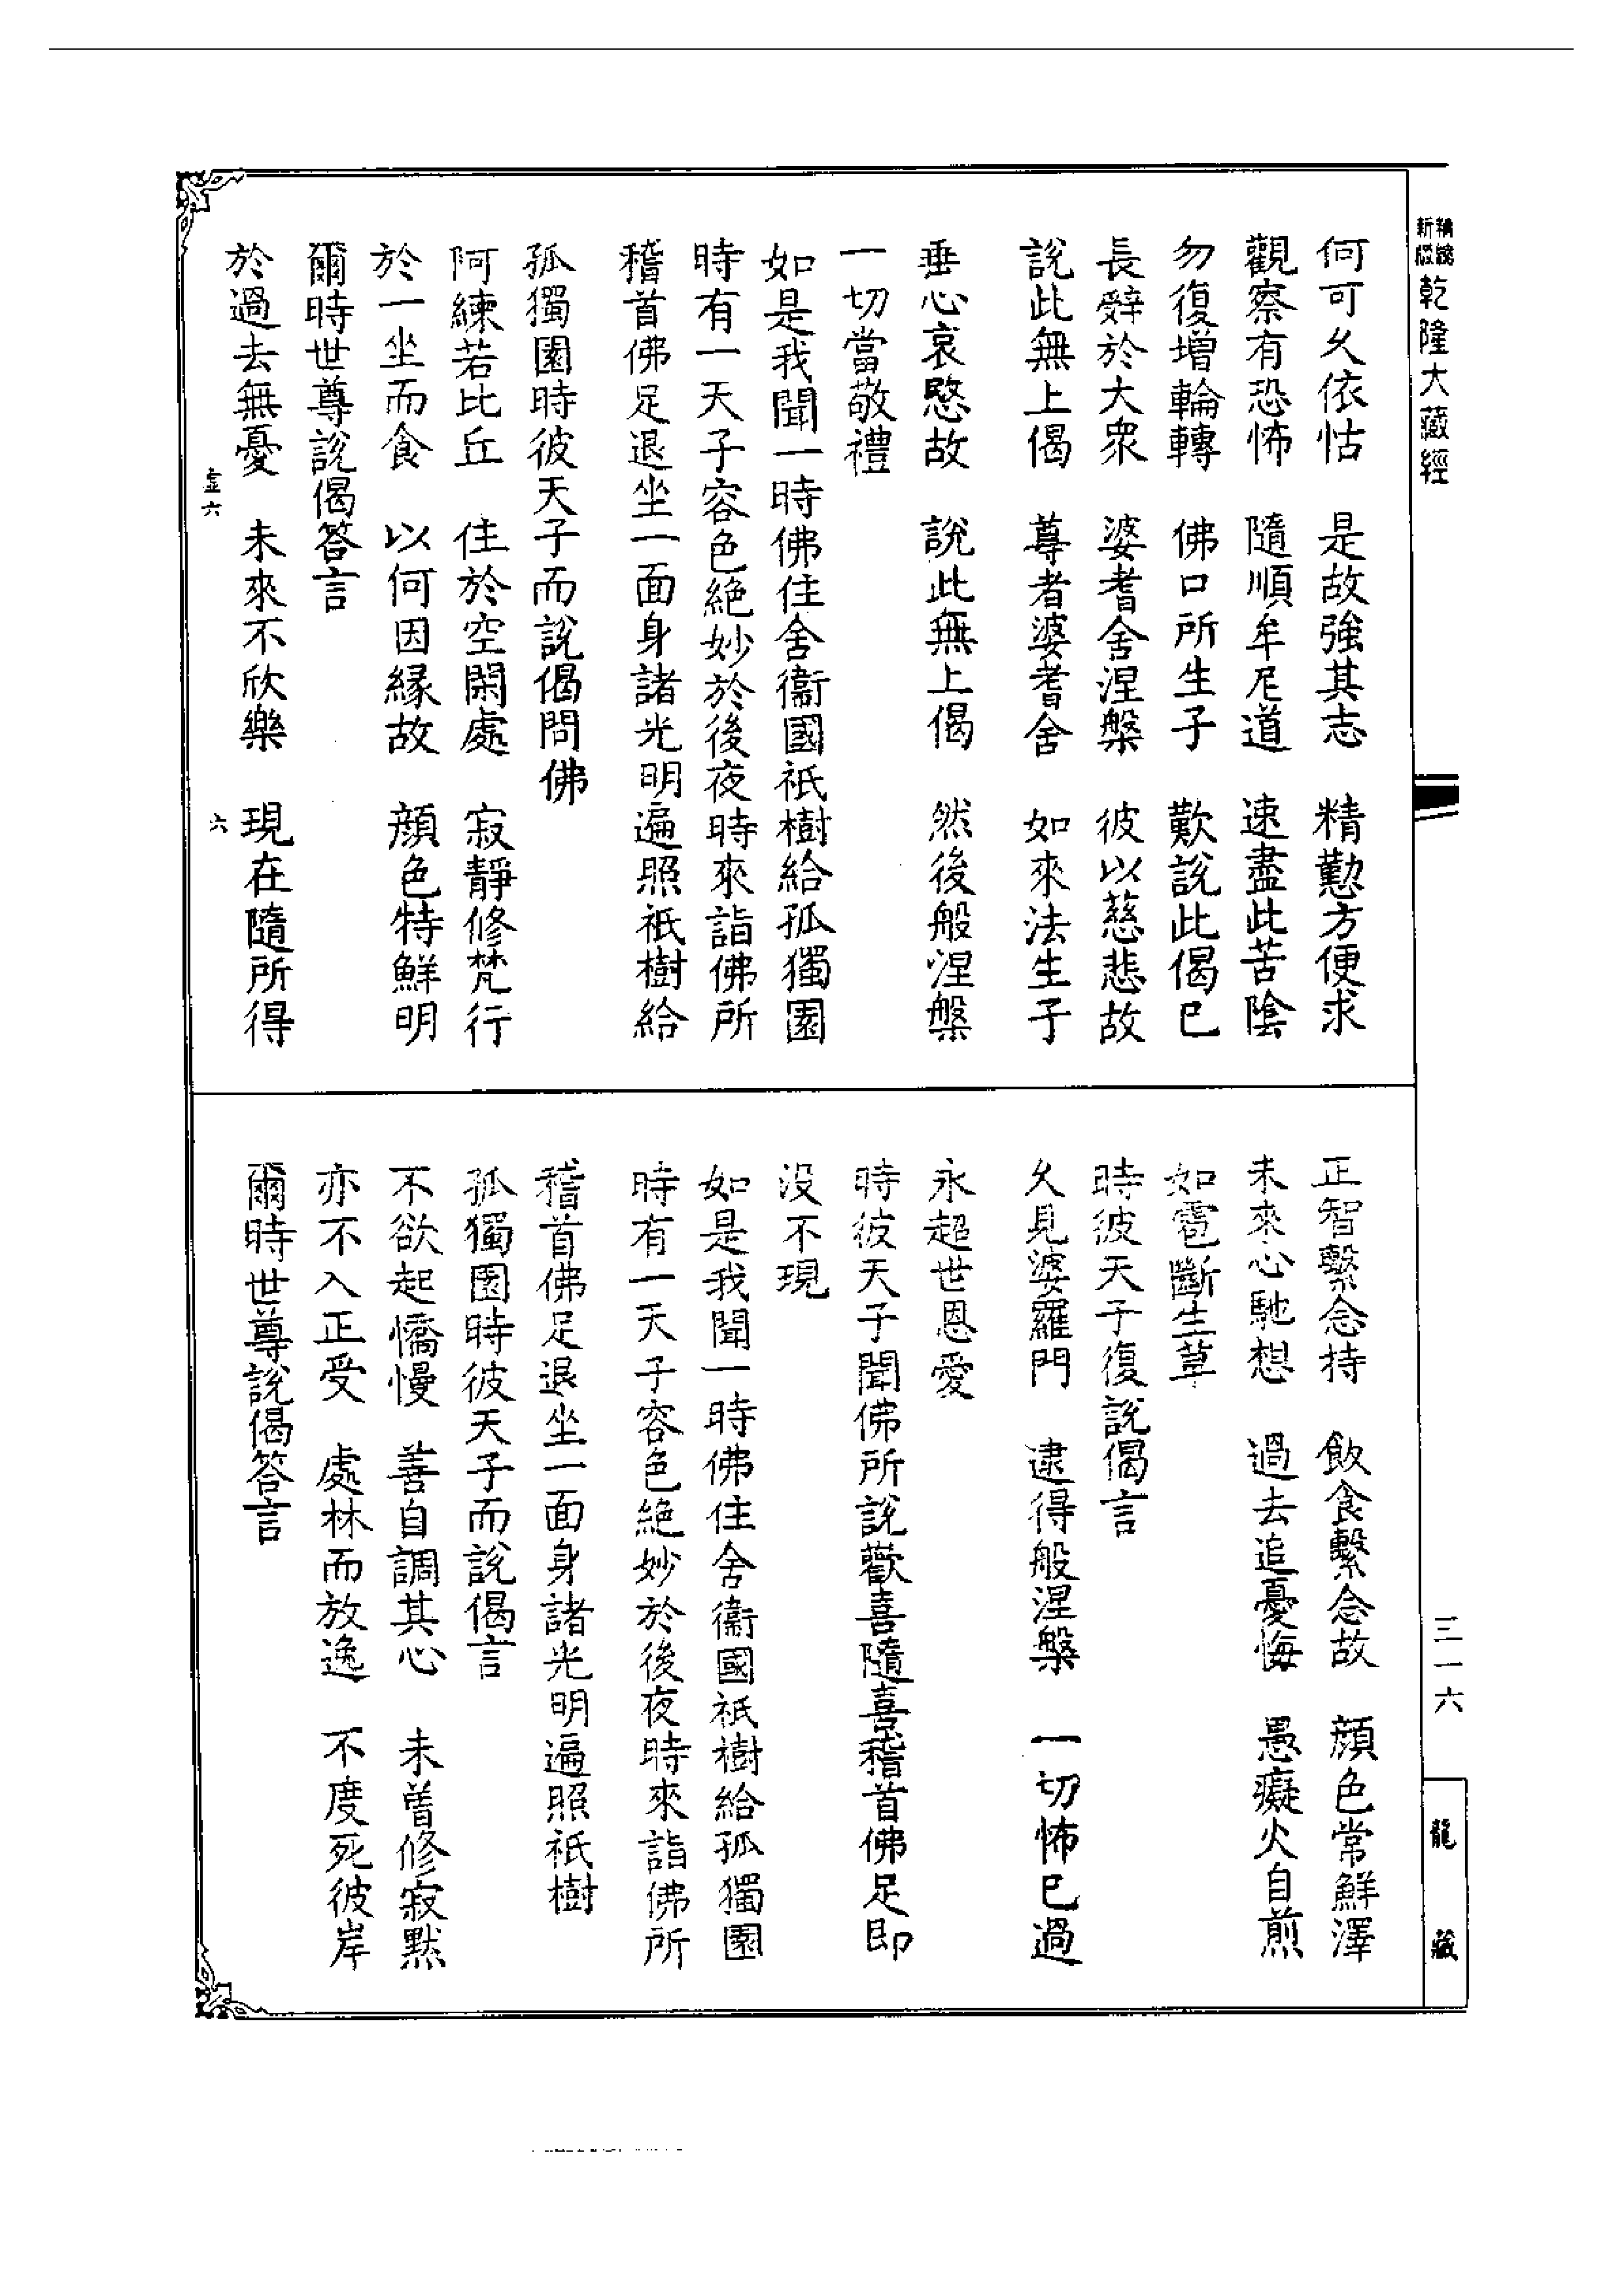 新編縮版
乾隆大藏經
何可久依怙　是故強其志　精勤方便求
觀察有恐怖　隨順牟尼道　速盡此苦陰
勿復增輪轉　佛口所生子　歎說此偈已
長辤於大衆　婆耆舍涅槃　彼以慈悲故
說此無上偈　尊者婆耆舍　如來法生子
垂心哀愍故　說此無上偈　然後般涅槃
一切當敬禮
如是我聞一時佛住舍衞國祇樹給孤獨園
時有一天子容色絶妙於後夜時來詣佛所
稽首佛足退坐一面身諸光明遍照祇樹給
孤獨園時彼天子而說偈問佛
阿練若比丘　住於空閑處　寂靜修梵行
於一坐而食　以何因緣故　顔色特鮮明
爾時世尊說偈答言
於過去無憂　未來不欣樂　現在隨所得
虛六　六
正智繫念持　飲食繫念故　顔色常鮮澤
未來心馳想　過去追憂悔　愚癡火自煎
如雹斷生草
時彼天子復說偈言
久見婆羅門　逮得般涅槃　一切怖已過
永超世恩愛
時彼天子聞佛所說歡喜隨喜稽首佛足即
没不現
如是我聞一時佛住舍衞國祇樹給孤獨園
時有一天子容色絶妙於後夜時來詣佛所
稽首佛足退坐一面身諸光明遍照祇樹
孤獨園時彼天子而說偈言
不欲起憍慢　善自調其心　未曾修寂黙
亦不入正受　處林而放逸　不度死彼岸
爾時世尊說偈答言
三一六
龍藏